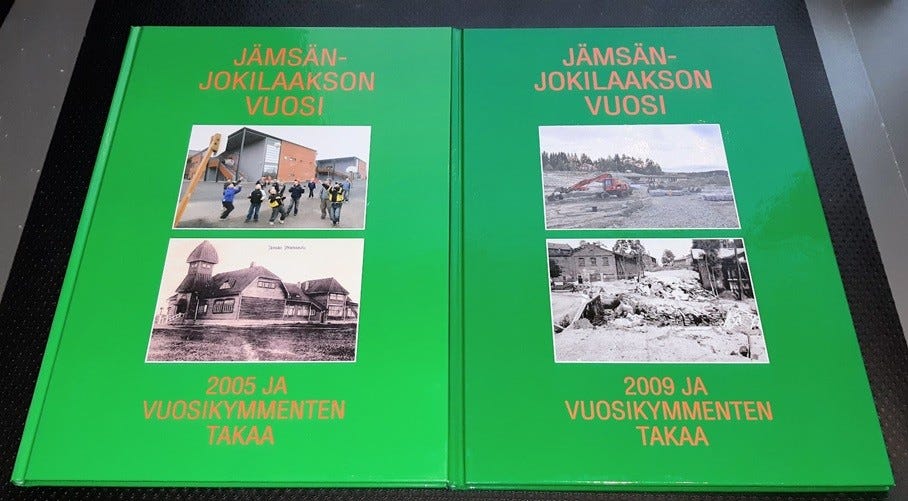 JÄMSÄN-
JOKILAAKSON
VUOSI
2005 JA
VUOSIKYMMENTEN
TAKAA
JÄMSÄN-
JOKILAAKSON
VUOSI
2009 JA
VUOSIKYMMENTEN
TAKAA